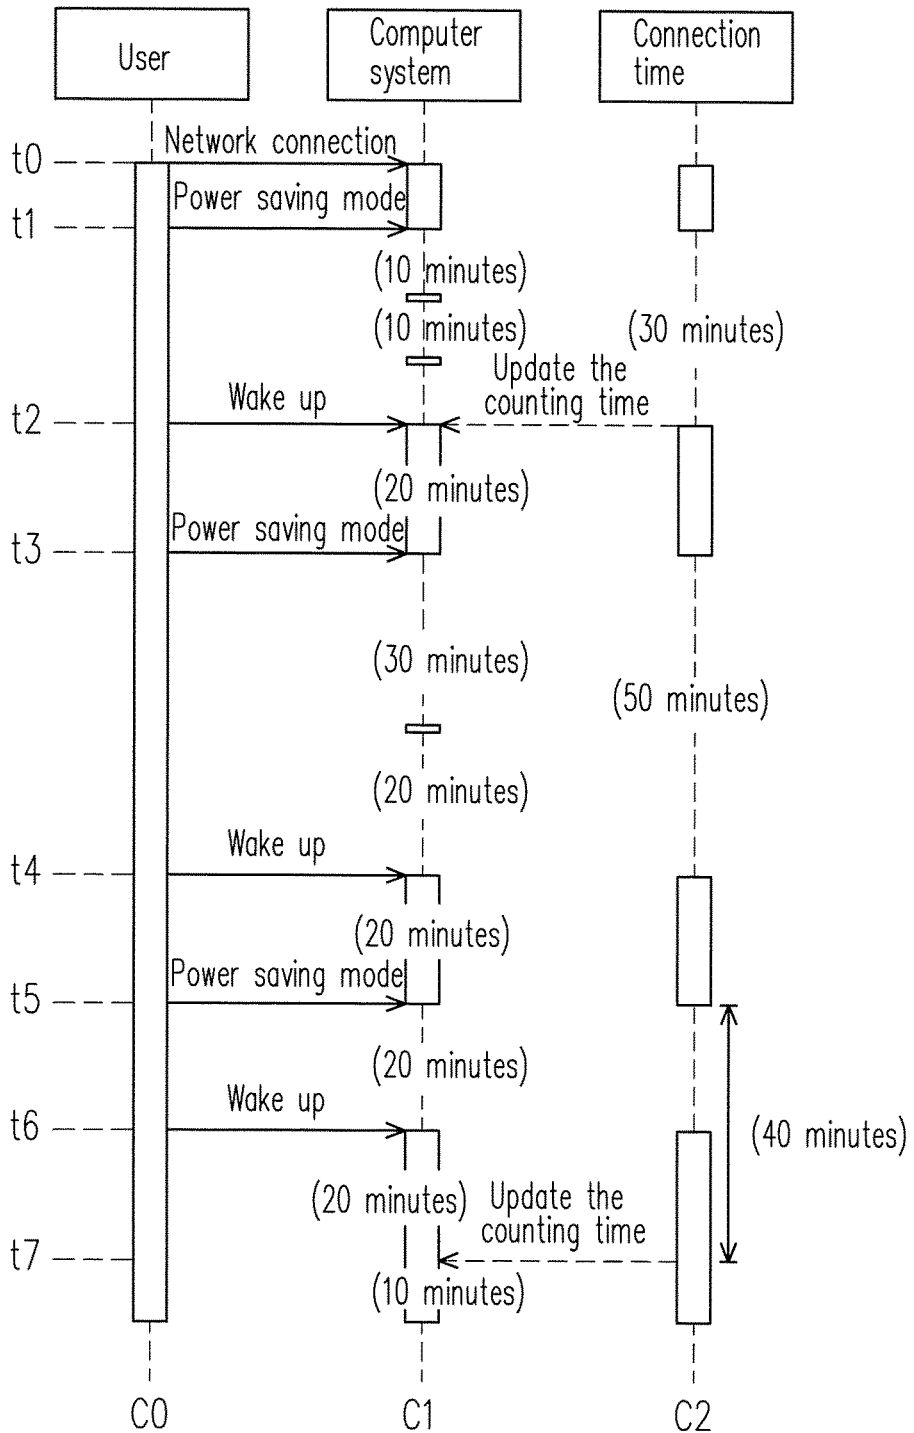 User
Computer
system
Connection
time
t0
Network connection
Power saving mode
t1
(10 minutes)
(10 minutes)
(30 minutes)
Update the
counting time
Wake up
t2
(20 minutes)
Power saving mode
t3
(30 minutes)
(50 minutes)
(20 minutes)
Wake up
t4
(20 minutes)
Power saving mode
t5
(20 minutes)
Wake up
t6
(40 minutes)
(20 minutes)
Update the
counting time
t7
(10 minutes)
C0
C1
C2